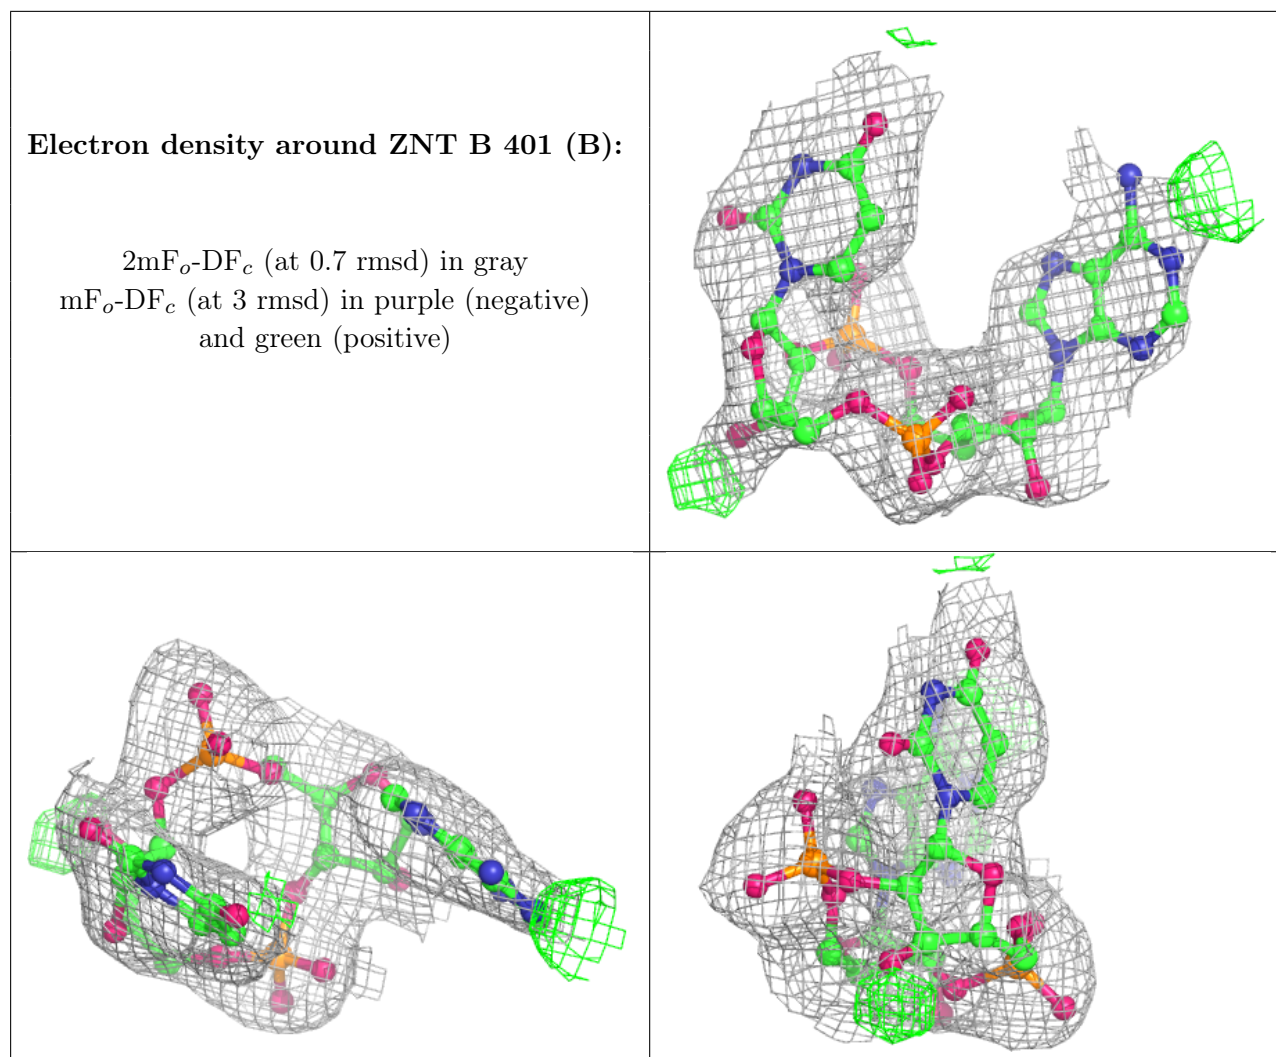 Electron density around ZNT B 401 (B):
2mFo-DFc (at 0.7 rmsd) in gray
mFo-DFc (at 3 rmsd) in purple (negative)
and green (positive)